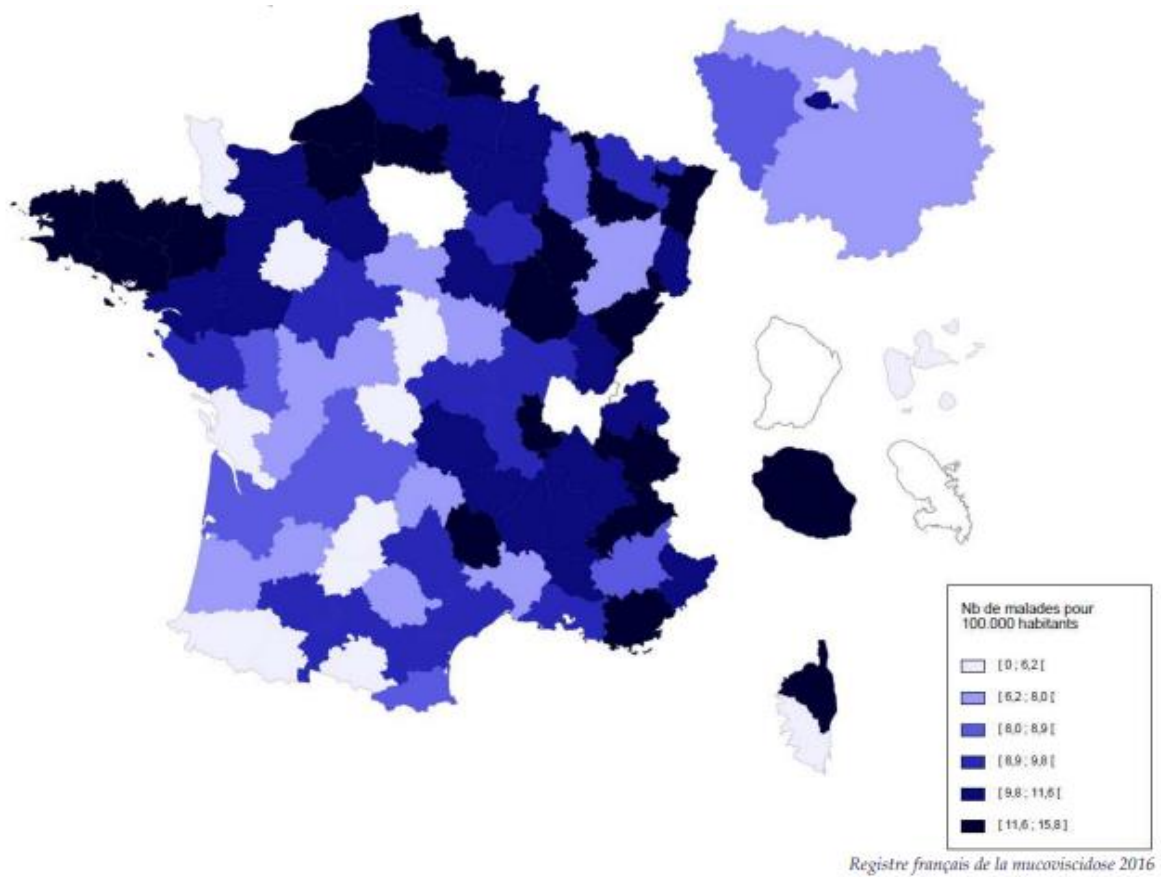 Nb de malades pour
100.000 habitants
[ 0 ; 6,2 [
[ 6,2 ; 8,0 [
[ 8,0 ; 8,9 [
[ 8,9 ; 9,8 [
[ 9,8 ; 11,6 [
[ 11,6 ; 15,8 ]
Registre français de la mucoviscidose 2016